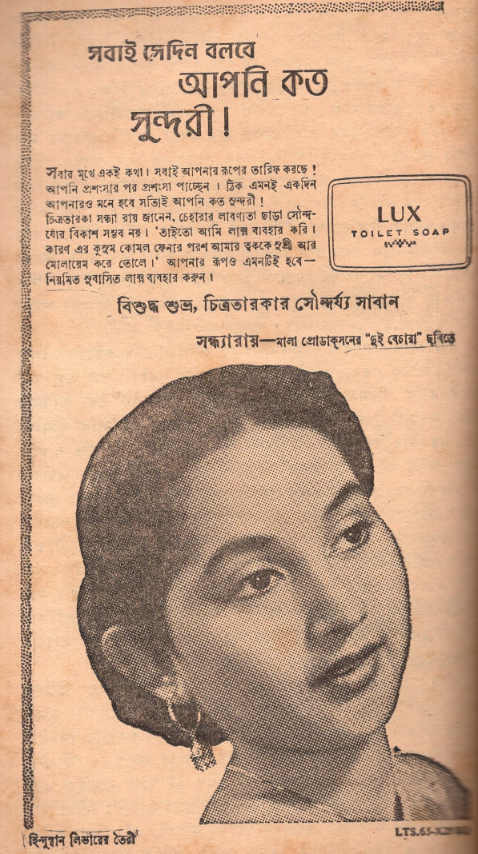 সবাই সেদিন বলবে
আপনি কত
সুন্দরী!
সবার মুখে একই কথা। সবাই আপনার রূপের তারিফ করছে!
আপনি প্রশংসার পর প্রশংসা পাচ্ছেন। ঠিক এমনই একদিন
আপনারও মনে হবে সত্যিই আপনি কত সুন্দরী!
চিত্রতারকা সন্ধ্যা রায় জানেন, চেহারার লাবণ্যতা ছাড়া সৌন্দ-
র্য্যের বিকাশ সম্ভব নয়। 'তাইতো আমি লাক্স ব্যবহার করি।
কারণ এর কুসুম কোমল ফেনার পরশ আমার ত্বককে সুশ্রী আর
মোলায়েম করে তোলে।' আপনার রূপও এমনটিই হবে—
নিয়মিত সুবাসিত লাক্স ব্যবহার করুন।
LUX
TOILET SOAP
বিশুদ্ধ শুভ্র, চিত্রতারকার সৌন্দর্য্য সাবান
সন্ধ্যারায়—মালা প্রোডাক্‌সনের "দুই বেচারা" ছবিতে
হিন্দুস্থান লিভারের তৈরী
LTS.65-